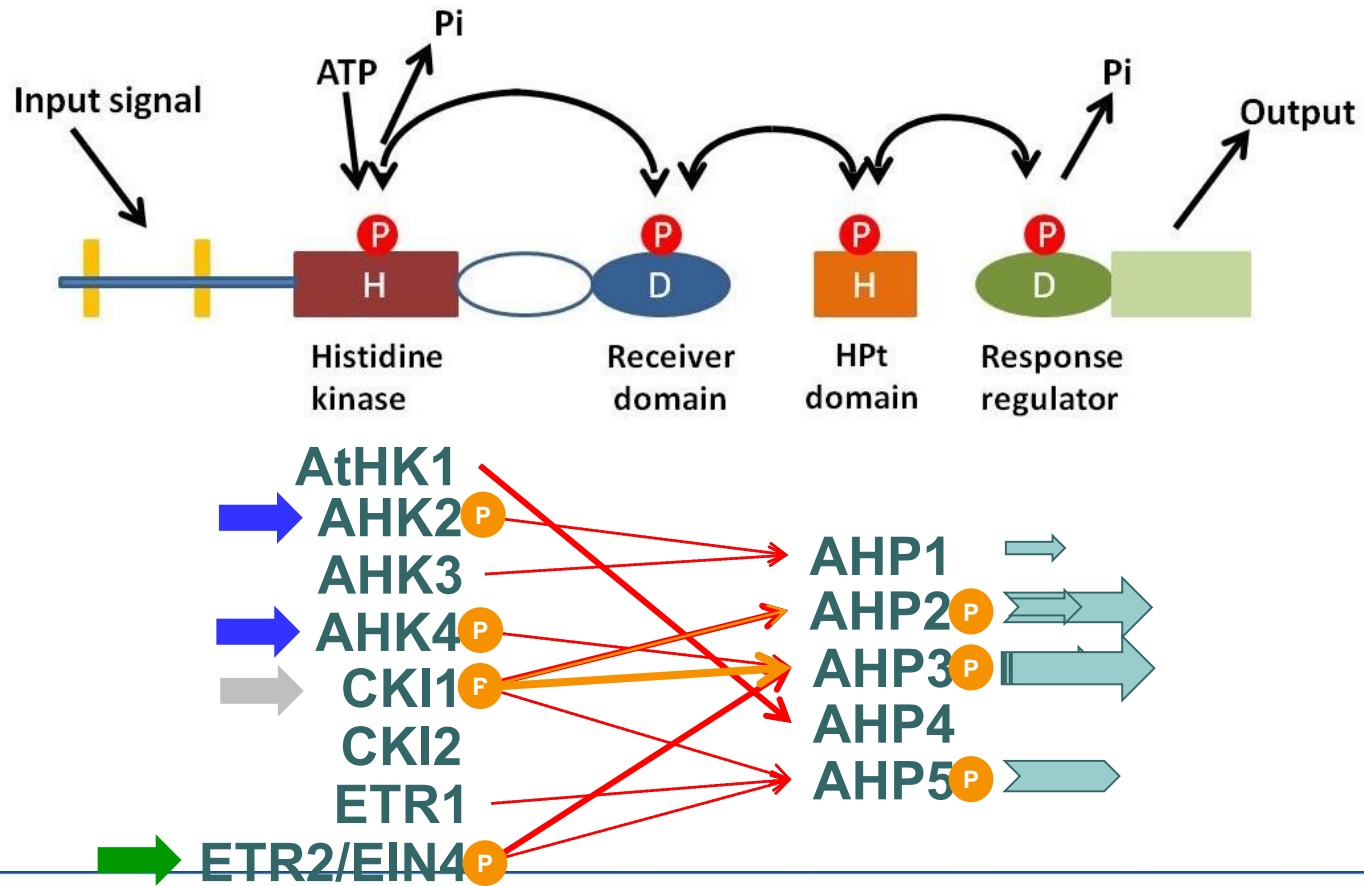 Pi
ATP
Pi
Input signal
Output
P P P P
H D H D
Histidine kinase
Receiver domain
HPt domain
Response regulator
AtHK1
AHK2 P
AHK3
AHK4 P
CKI1 P
CKI2
ETR1
ETR2/EIN4 P
AHP1
AHP2 P
AHP3 P
AHP4
AHP5 P